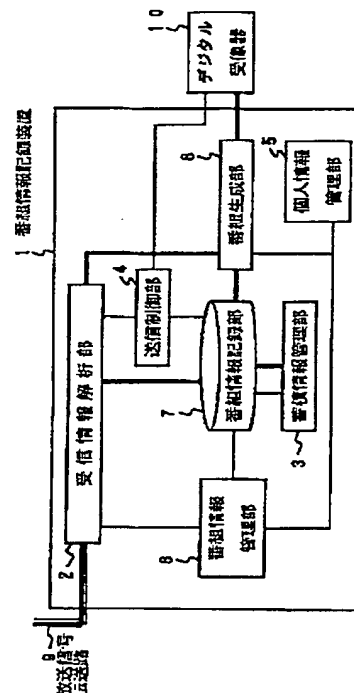 1 番組情報記録装置
9
放送信号
伝送路
2
受信情報解析部
4
送信制御部
10
デジタル
受像器
6
番組生成部
7
番組情報記録部
8
番組情報
管理部
3
蓄積情報管理部
5
個人情報
管理部